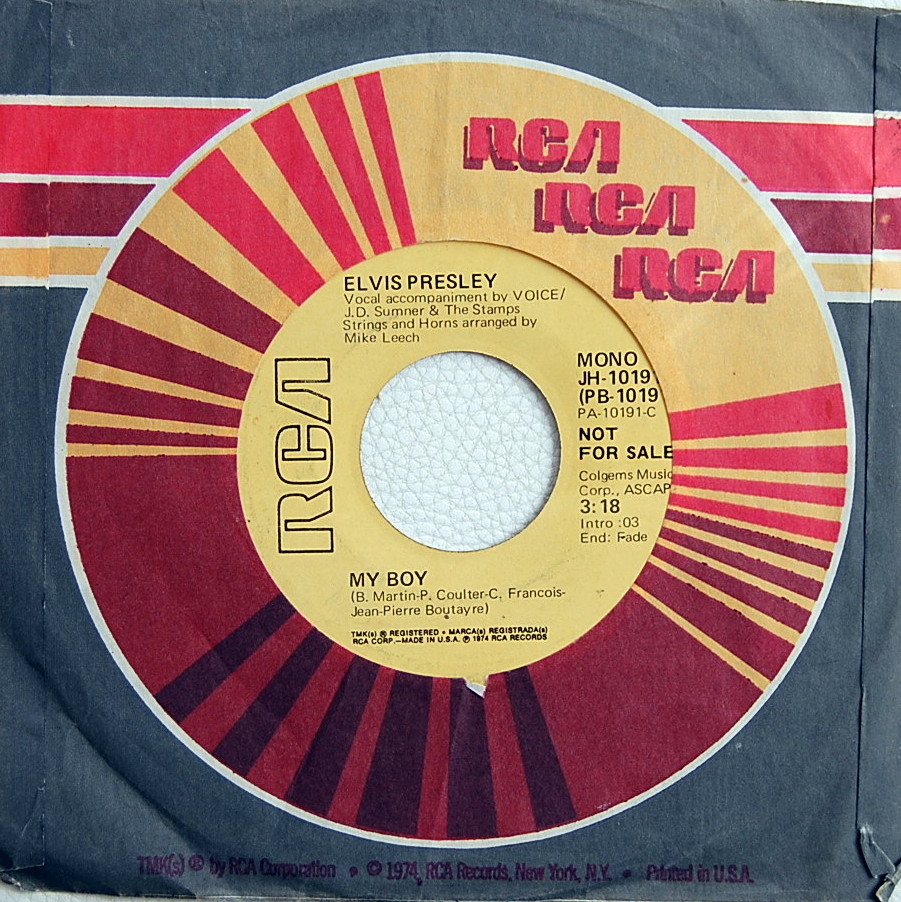 RCA
RCA
RCA
ELVIS PRESLEY
Vocal accompaniment by VOICE/
J.D. Sumner & The Stamps
Strings and Horns arranged by
Mike Leech
RCA
MONO
JH-1019
(PB-1019
PA-10191-C
NOT
FOR SALE
Colgems Music
Corp., ASCAP
3:18
Intro :03
End: Fade
MY BOY
(B. Martin-P. Coulter-C. Francois-
Jean-Pierre Boutayre)
TMK(s) ® REGISTERED • MARCA(s) REGISTRADA(s)
RCA CORP.—MADE IN U.S.A. ℗ 1974 RCA RECORDS
TMK(s) ® by RCA Corporation • © 1974, RCA Records, New York, N.Y. • Printed in U.S.A.